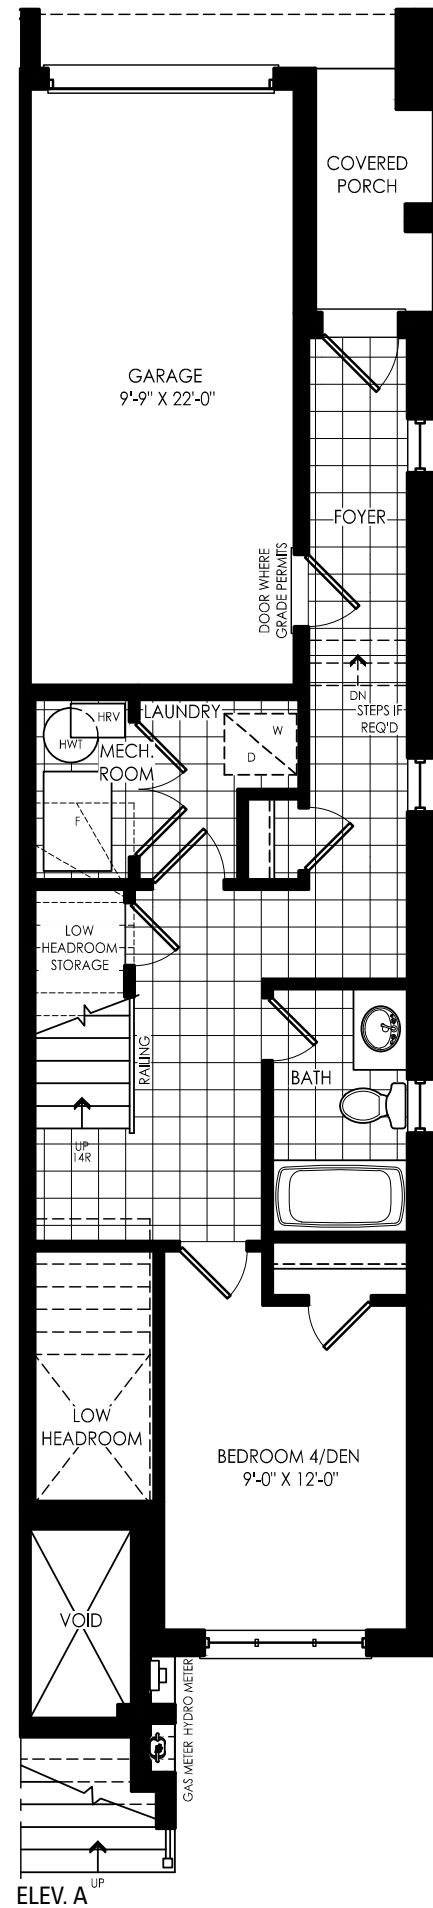 COVERED
PORCH
GARAGE
9'-9" X 22'-0"
FOYER
DOOR WHERE
GRADE PERMITS
DN
STEPS IF
REQ'D
LAUNDRY
HRV
HWT
MECH.
ROOM
W
D
F
LOW
HEADROOM
STORAGE
RAILING
BATH
UP
14R
LOW
HEADROOM
BEDROOM 4/DEN
9'-0" X 12'-0"
VOID
GAS METER HYDRO METER
UP
ELEV. A